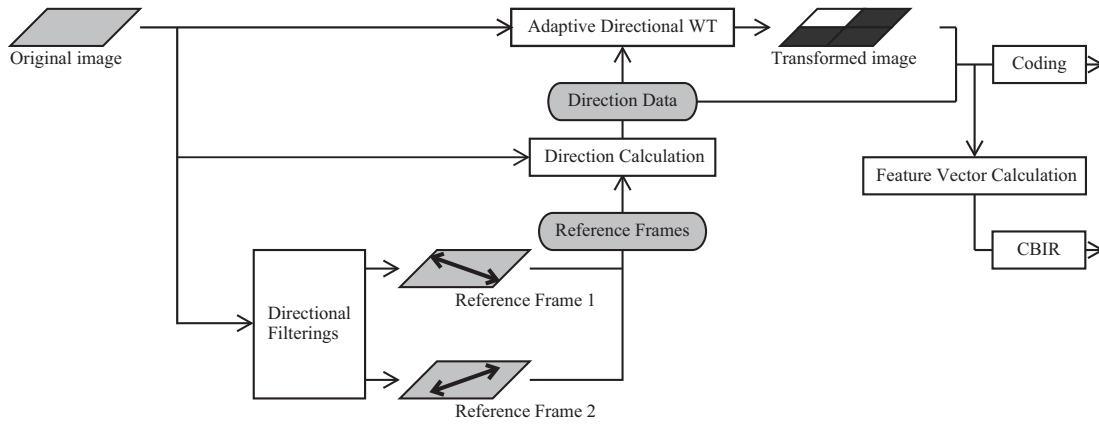 Adaptive Directional WT
Original image
Transformed image
Coding
Direction Data
Direction Calculation
Feature Vector Calculation
Reference Frames
CBIR
Reference Frame 1
Directional
Filterings
Reference Frame 2